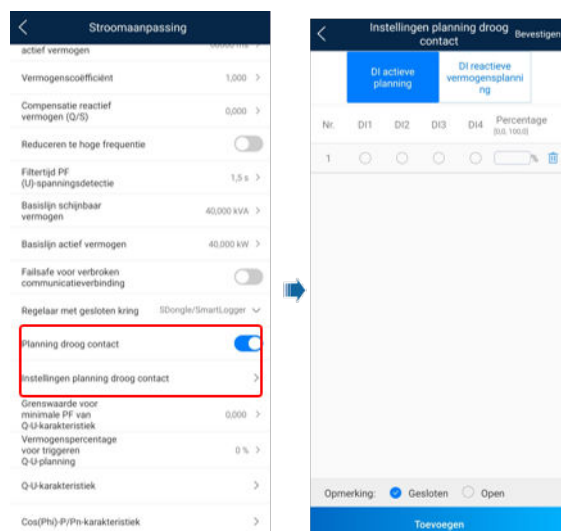 Stroomaanpassing
actief vermogen
Vermogenscoëfficiënt 1,000
Compensatie reactief
vermogen (Q/S) 0,000
Reduceren te hoge frequentie
Filtertijd PF
(U)-spanningsdetectie 1,5 s
Basislijn schijnbaar
vermogen 40,000 kVA
Basislijn actief vermogen 40,000 kW
Failsafe voor verbroken
communicatieverbinding
Regelaar met gesloten kring SDongle/SmartLogger
Planning droog contact
Instellingen planning droog contact
Grenswaarde voor
minimale PF van
Q-U-karakteristiek 0,000
Vermogenspercentage
voor triggeren
Q-U-planning 0 %
Q-U-karakteristiek
Cos(Phi)-P/Pn-karakteristiek
Instellingen planning droog
contact
Bevestigen
DI actieve
planning
DI reactieve
vermogensplanni
ng
Nr. DI1 DI2 DI3 DI4 Percentage
[0,0, 100,0]
1 %
Opmerking: Gesloten Open
Toevoegen